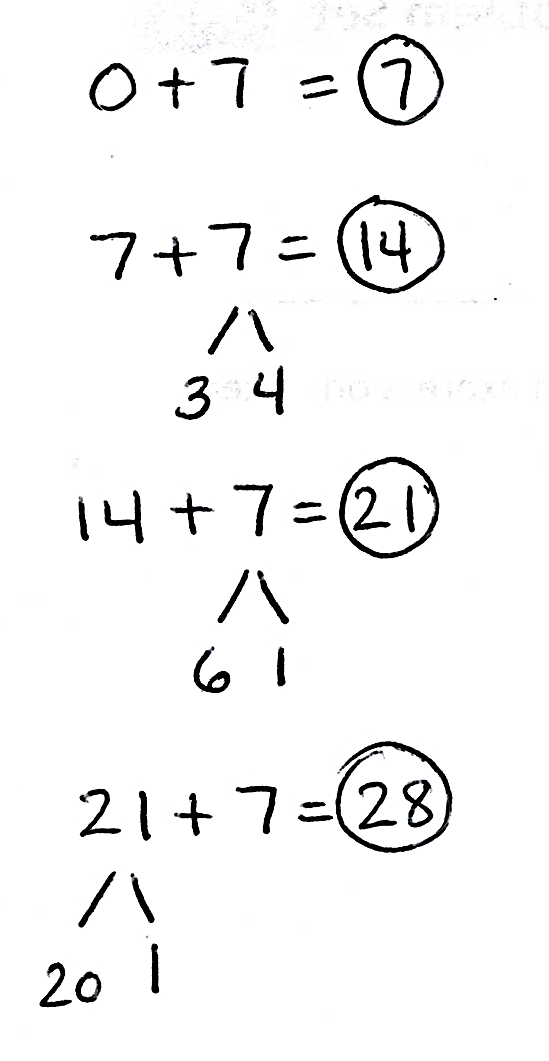 0 + 7 = 7
7 + 7 = 14
3 4
14 + 7 = 21
6 1
21 + 7 = 28
20 1